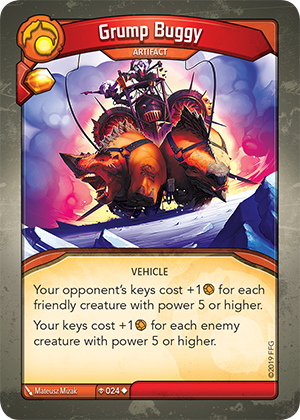 Grump Buggy
ARTIFACT
VEHICLE
Your opponent's keys cost +1 for each
friendly creature with power 5 or higher.
Your keys cost +1 for each enemy
creature with power 5 or higher.
Mateusz Mizak
024
©2019 FFG